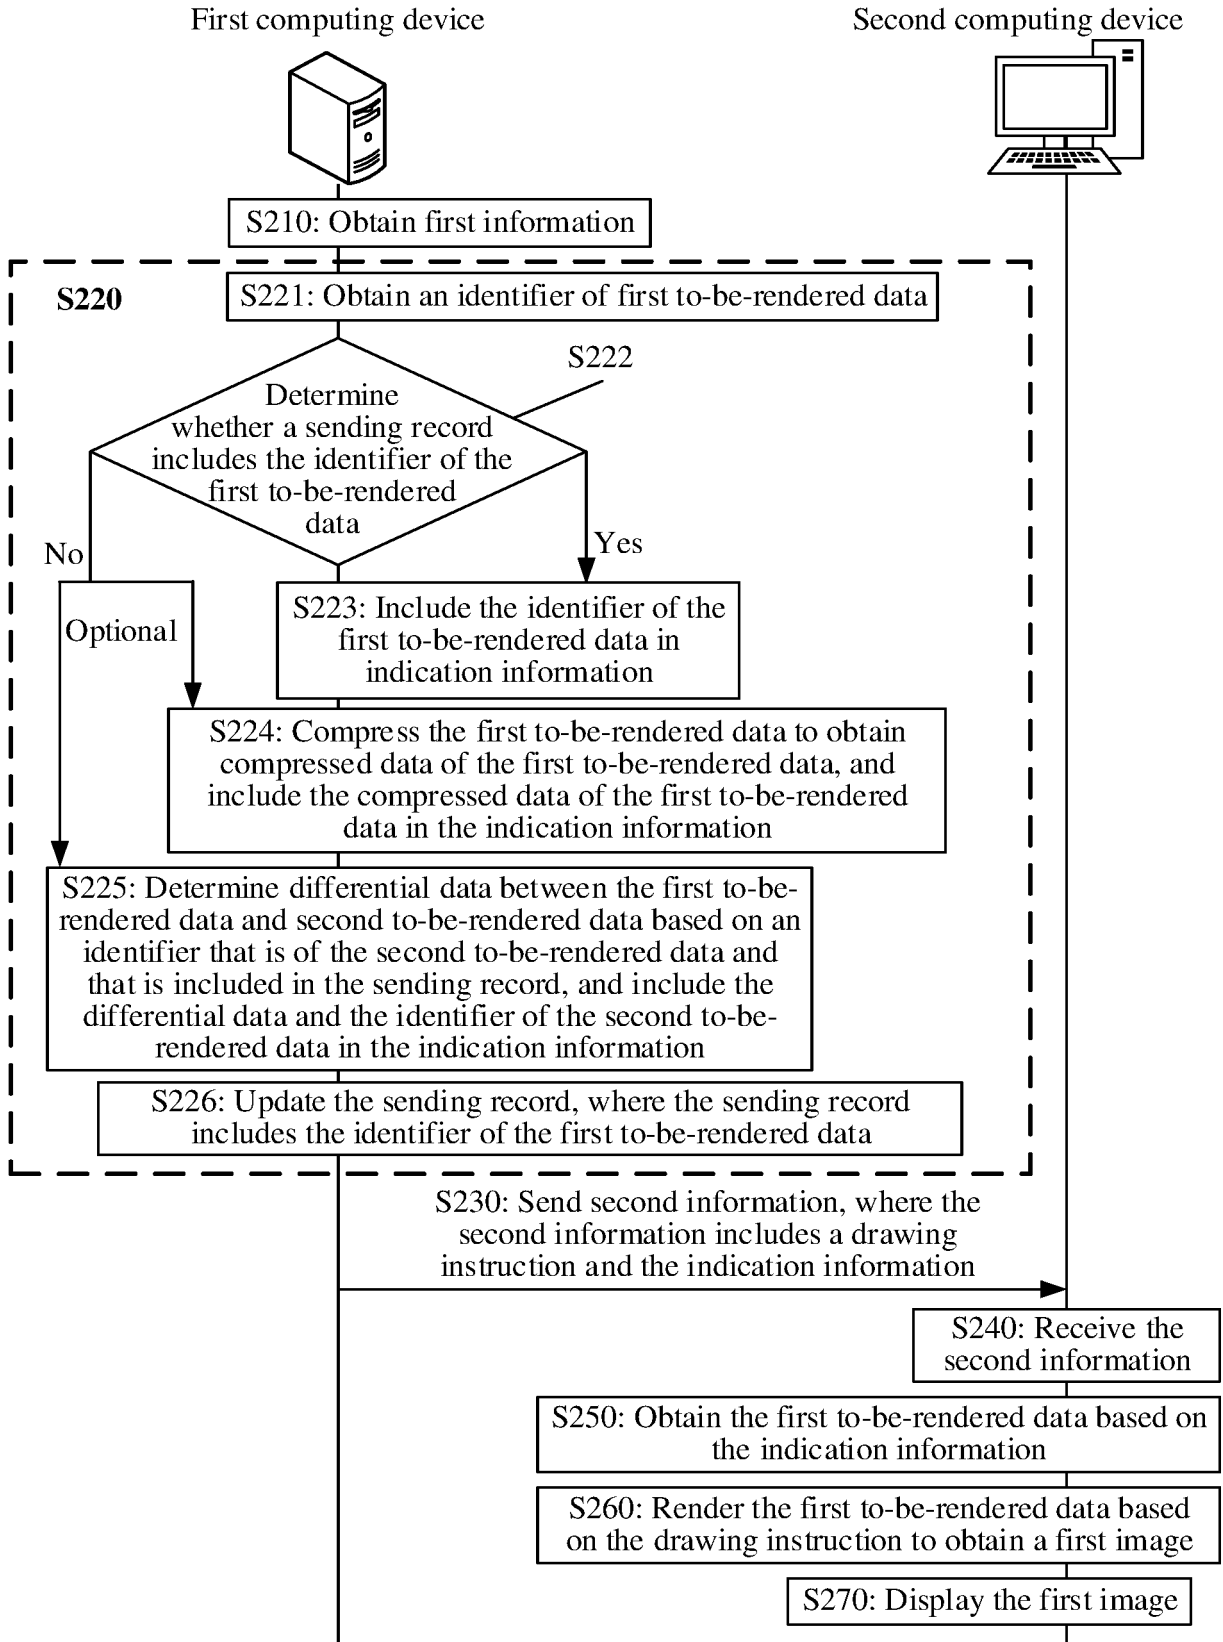 First computing device
Second computing device
S210: Obtain first information
S220
S221: Obtain an identifier of first to-be-rendered data
S222
Determine
whether a sending record
includes the identifier of the
first to-be-rendered
data
No
Yes
Optional
S223: Include the identifier of the
first to-be-rendered data in
indication information
S224: Compress the first to-be-rendered data to obtain
compressed data of the first to-be-rendered data, and
include the compressed data of the first to-be-rendered
data in the indication information
S225: Determine differential data between the first to-be-
rendered data and second to-be-rendered data based on an
identifier that is of the second to-be-rendered data and
that is included in the sending record, and include the
differential data and the identifier of the second to-be-
rendered data in the indication information
S226: Update the sending record, where the sending record
includes the identifier of the first to-be-rendered data
S230: Send second information, where the
second information includes a drawing
instruction and the indication information
S240: Receive the
second information
S250: Obtain the first to-be-rendered data based on
the indication information
S260: Render the first to-be-rendered data based
on the drawing instruction to obtain a first image
S270: Display the first image